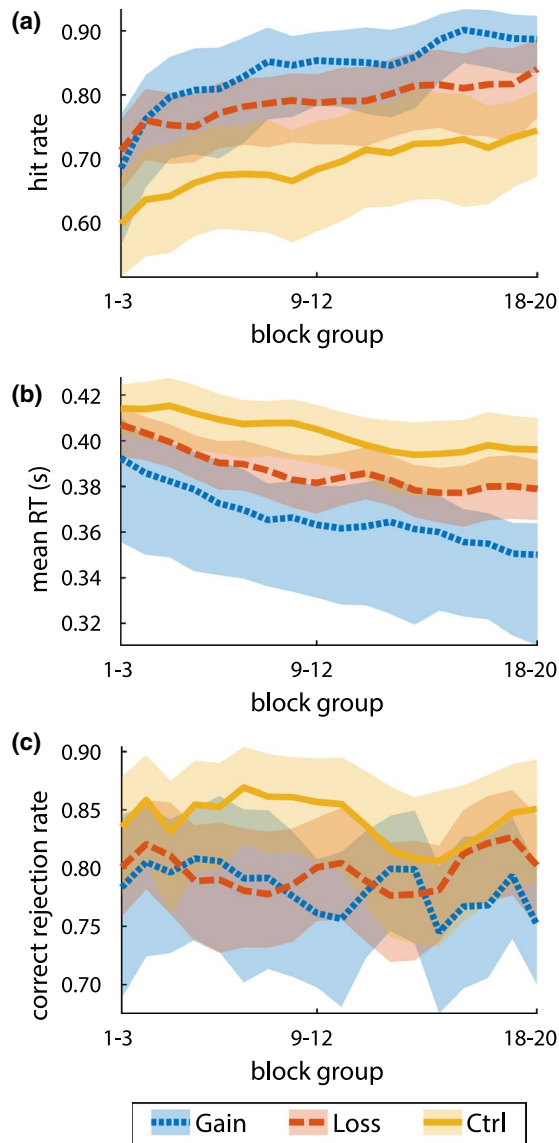 (a)
0.90
0.80
0.70
0.60
hit rate
1-3
9-12
18-20
block group
(b)
0.42
0.40
0.38
0.36
0.34
0.32
mean RT (s)
1-3
9-12
18-20
block group
(c)
0.90
0.85
0.80
0.75
0.70
correct rejection rate
1-3
9-12
18-20
block group
Gain Loss Ctrl